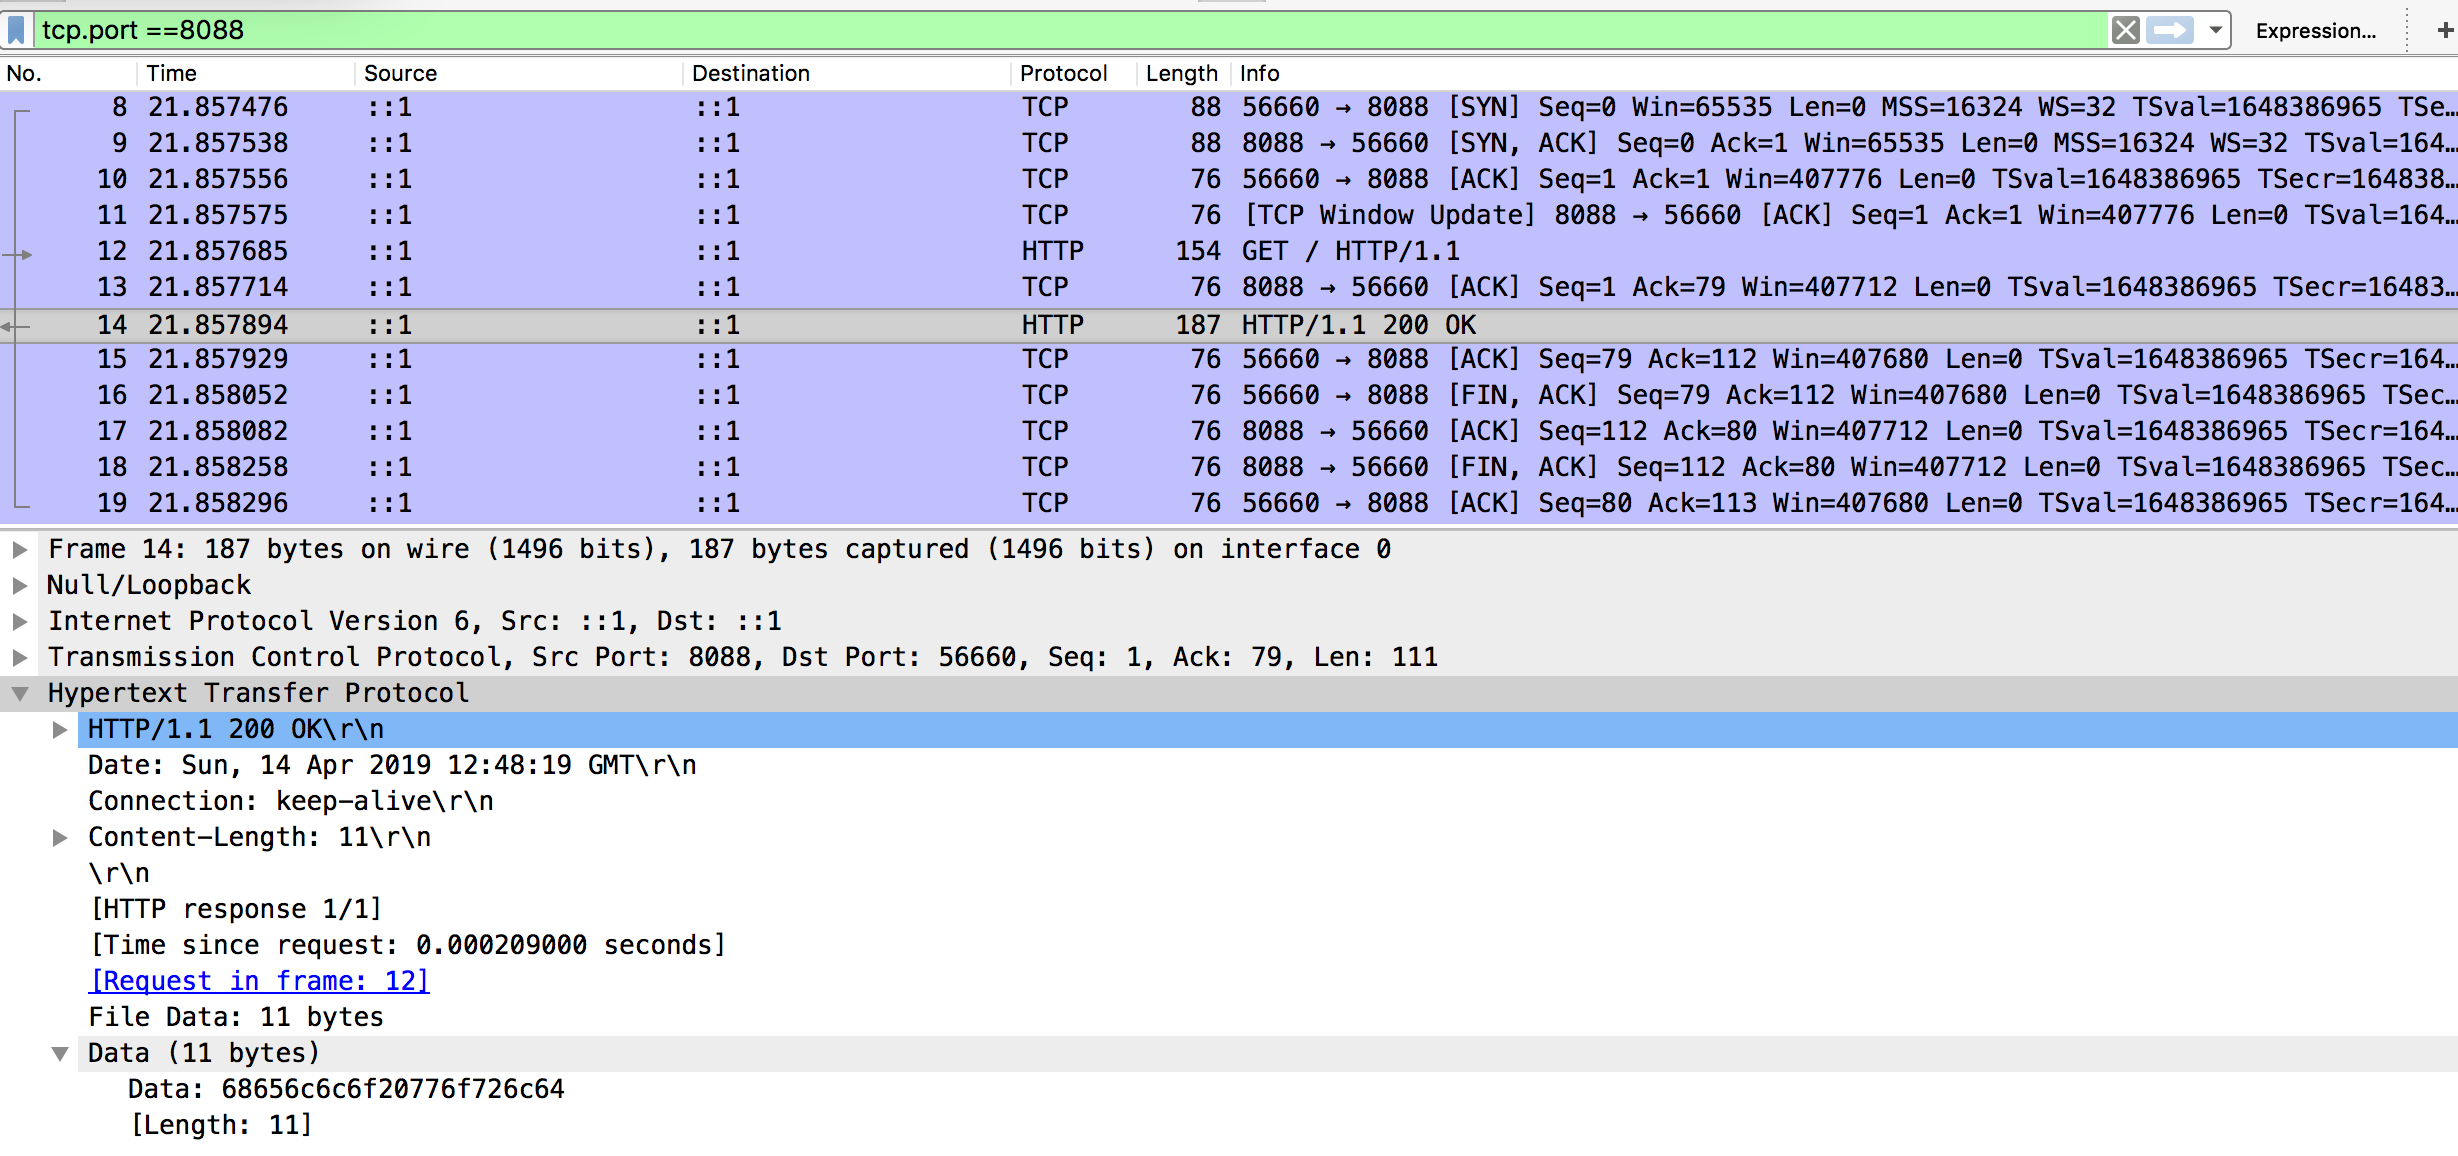 tcp.port ==8088 Expression... +
No. Time Source Destination Protocol Length Info
8 21.857476 ::1 ::1 TCP 88 56660 → 8088 [SYN] Seq=0 Win=65535 Len=0 MSS=16324 WS=32 TSval=1648386965 TSe…
9 21.857538 ::1 ::1 TCP 88 8088 → 56660 [SYN, ACK] Seq=0 Ack=1 Win=65535 Len=0 MSS=16324 WS=32 TSval=164…
10 21.857556 ::1 ::1 TCP 76 56660 → 8088 [ACK] Seq=1 Ack=1 Win=407776 Len=0 TSval=1648386965 TSecr=164838…
11 21.857575 ::1 ::1 TCP 76 [TCP Window Update] 8088 → 56660 [ACK] Seq=1 Ack=1 Win=407776 Len=0 TSval=164…
12 21.857685 ::1 ::1 HTTP 154 GET / HTTP/1.1
13 21.857714 ::1 ::1 TCP 76 8088 → 56660 [ACK] Seq=1 Ack=79 Win=407712 Len=0 TSval=1648386965 TSecr=16483…
14 21.857894 ::1 ::1 HTTP 187 HTTP/1.1 200 OK
15 21.857929 ::1 ::1 TCP 76 56660 → 8088 [ACK] Seq=79 Ack=112 Win=407680 Len=0 TSval=1648386965 TSecr=164…
16 21.858052 ::1 ::1 TCP 76 56660 → 8088 [FIN, ACK] Seq=79 Ack=112 Win=407680 Len=0 TSval=1648386965 TSec…
17 21.858082 ::1 ::1 TCP 76 8088 → 56660 [ACK] Seq=112 Ack=80 Win=407712 Len=0 TSval=1648386965 TSecr=164…
18 21.858258 ::1 ::1 TCP 76 8088 → 56660 [FIN, ACK] Seq=112 Ack=80 Win=407712 Len=0 TSval=1648386965 TSec…
19 21.858296 ::1 ::1 TCP 76 56660 → 8088 [ACK] Seq=80 Ack=113 Win=407680 Len=0 TSval=1648386965 TSecr=164…
Frame 14: 187 bytes on wire (1496 bits), 187 bytes captured (1496 bits) on interface 0
Null/Loopback
Internet Protocol Version 6, Src: ::1, Dst: ::1
Transmission Control Protocol, Src Port: 8088, Dst Port: 56660, Seq: 1, Ack: 79, Len: 111
Hypertext Transfer Protocol
HTTP/1.1 200 OK\r\n
Date: Sun, 14 Apr 2019 12:48:19 GMT\r\n
Connection: keep-alive\r\n
Content-Length: 11\r\n
\r\n
[HTTP response 1/1]
[Time since request: 0.000209000 seconds]
[Request in frame: 12]
File Data: 11 bytes
Data (11 bytes)
Data: 68656c6c6f20776f726c64
[Length: 11]